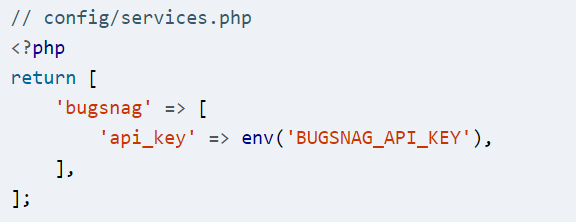 // config/services.php
<?php
return [
    'bugsnag' => [
        'api_key' => env('BUGSNAG_API_KEY'),
    ],
];